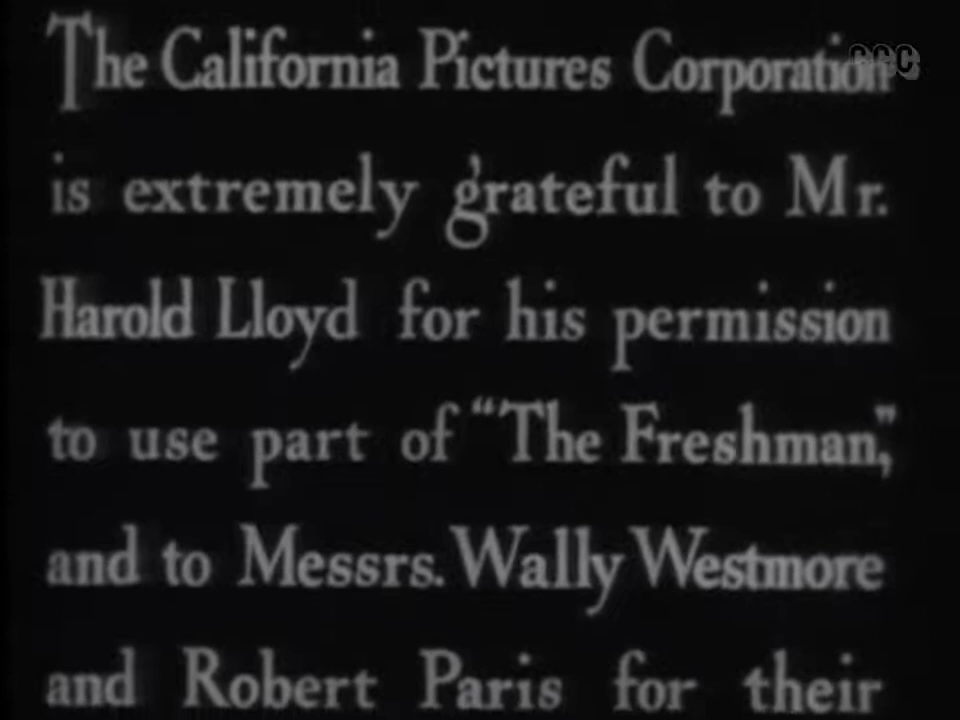 The California Pictures Corporation
CCC
is extremely grateful to Mr.
Harold Lloyd for his permission
to use part of “The Freshman,”
and to Messrs. Wally Westmore
and Robert Paris for their